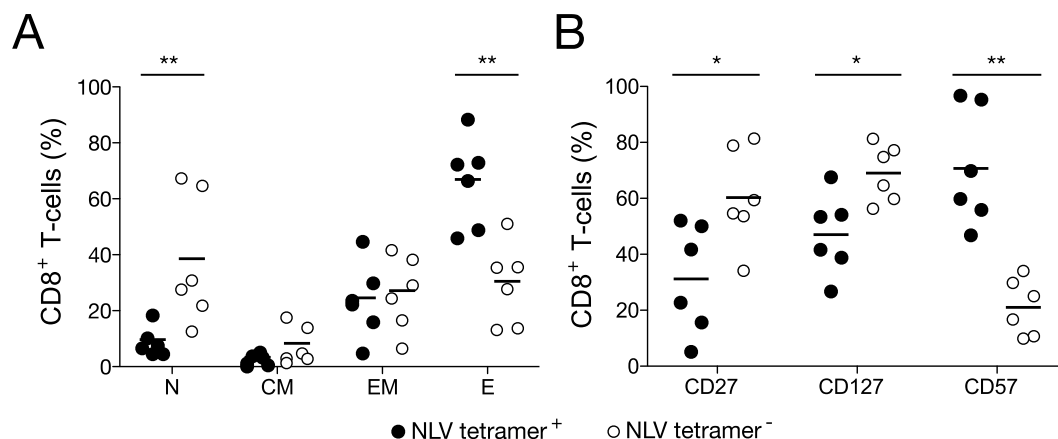 A
** **
CD8⁺ T-cells (%)
100
80
60
40
20
0
N CM EM E
B
* * **
CD8⁺ T-cells (%)
100
80
60
40
20
0
CD27 CD127 CD57
● NLV tetramer⁺ ○ NLV tetramer⁻